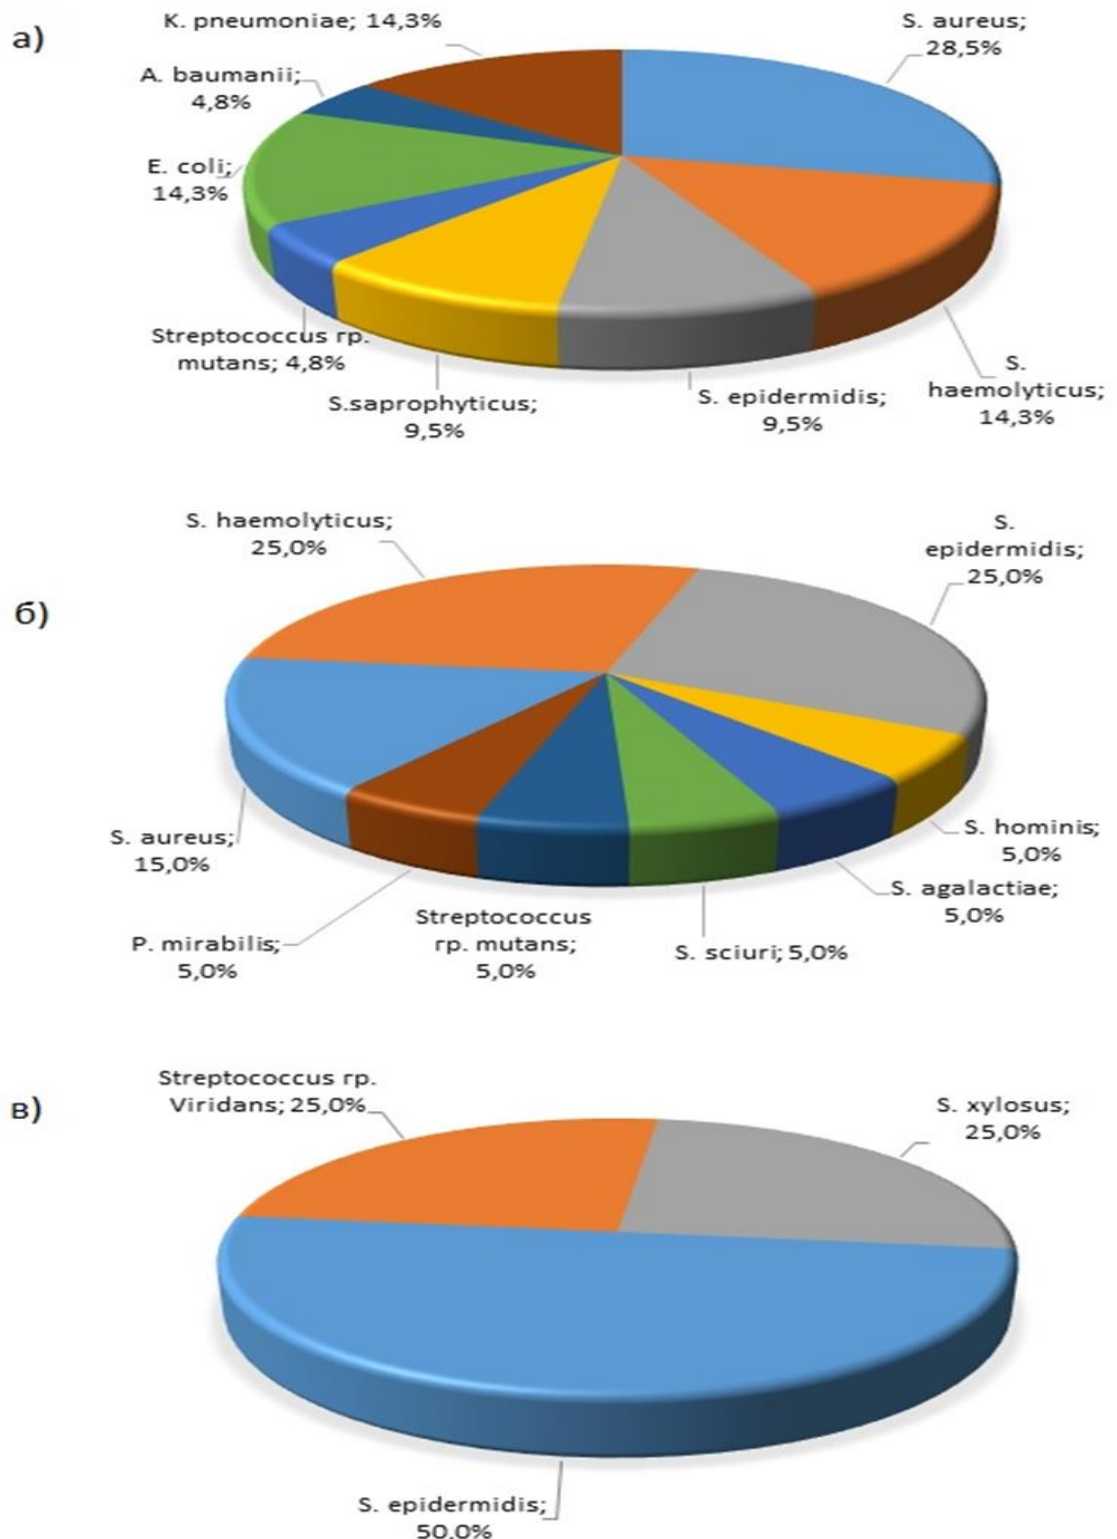 а)
K. pneumoniae; 14,3%
S. aureus;
28,5%
A. baumanii;
4,8%
E. coli;
14,3%
Streptococcus гр.
mutans; 4,8%
S.saprophyticus;
9,5%
S. epidermidis;
9,5%
S.
haemolyticus;
14,3%
б)
S. haemolyticus;
25,0%
S.
epidermidis;
25,0%
S. aureus;
15,0%
P. mirabilis;
5,0%
Streptococcus
гр. mutans;
5,0%
S. sciuri; 5,0%
S. agalactiae;
5,0%
S. hominis;
5,0%
в)
Streptococcus гр.
Viridans; 25,0%
S. xylosus;
25,0%
S. epidermidis;
50,0%